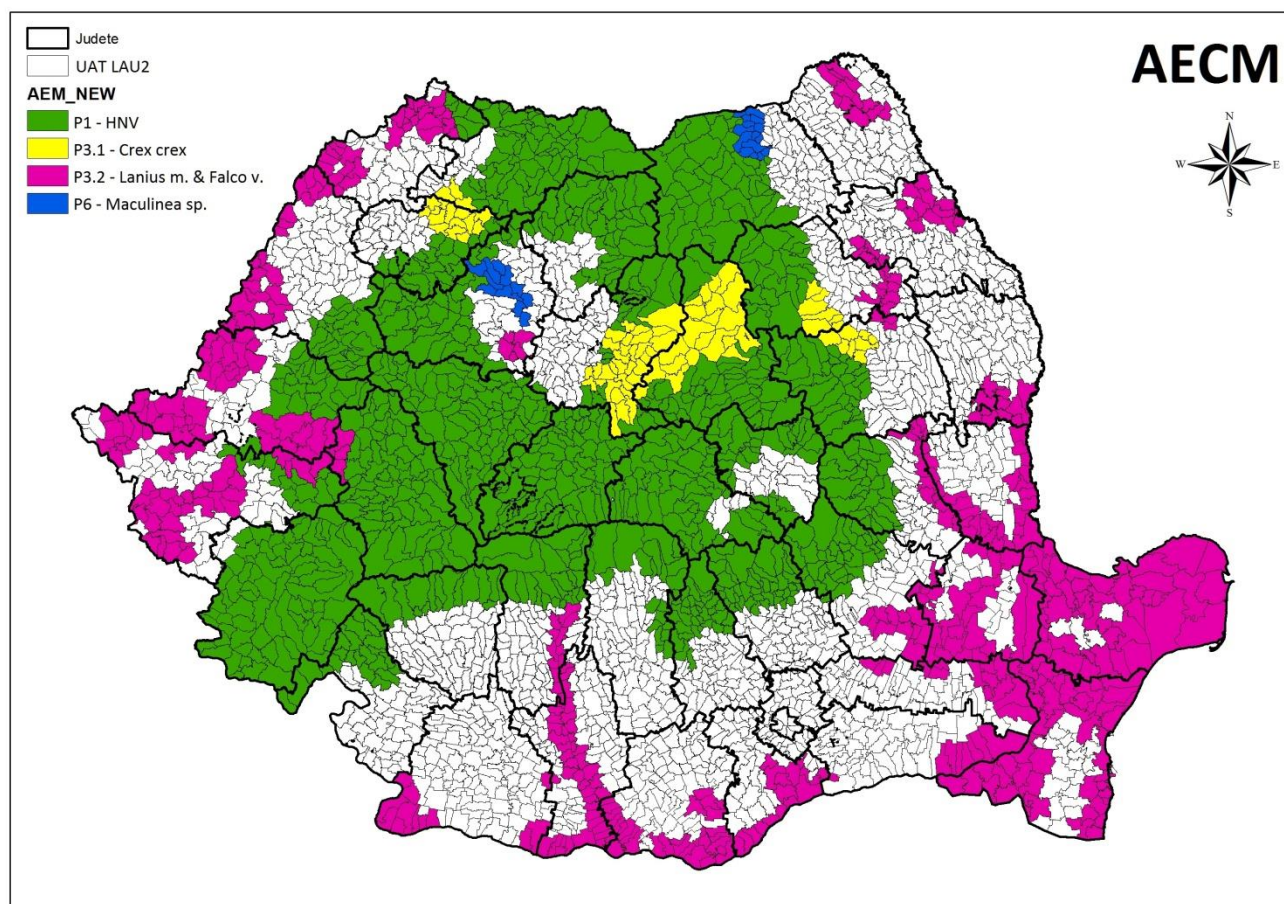 Judete
UAT LAU2
AEM_NEW
P1 - HNV
P3.1 - Crex crex
P3.2 - Lanius m. & Falco v.
P6 - Maculinea sp.
AECM
N
W
E
S